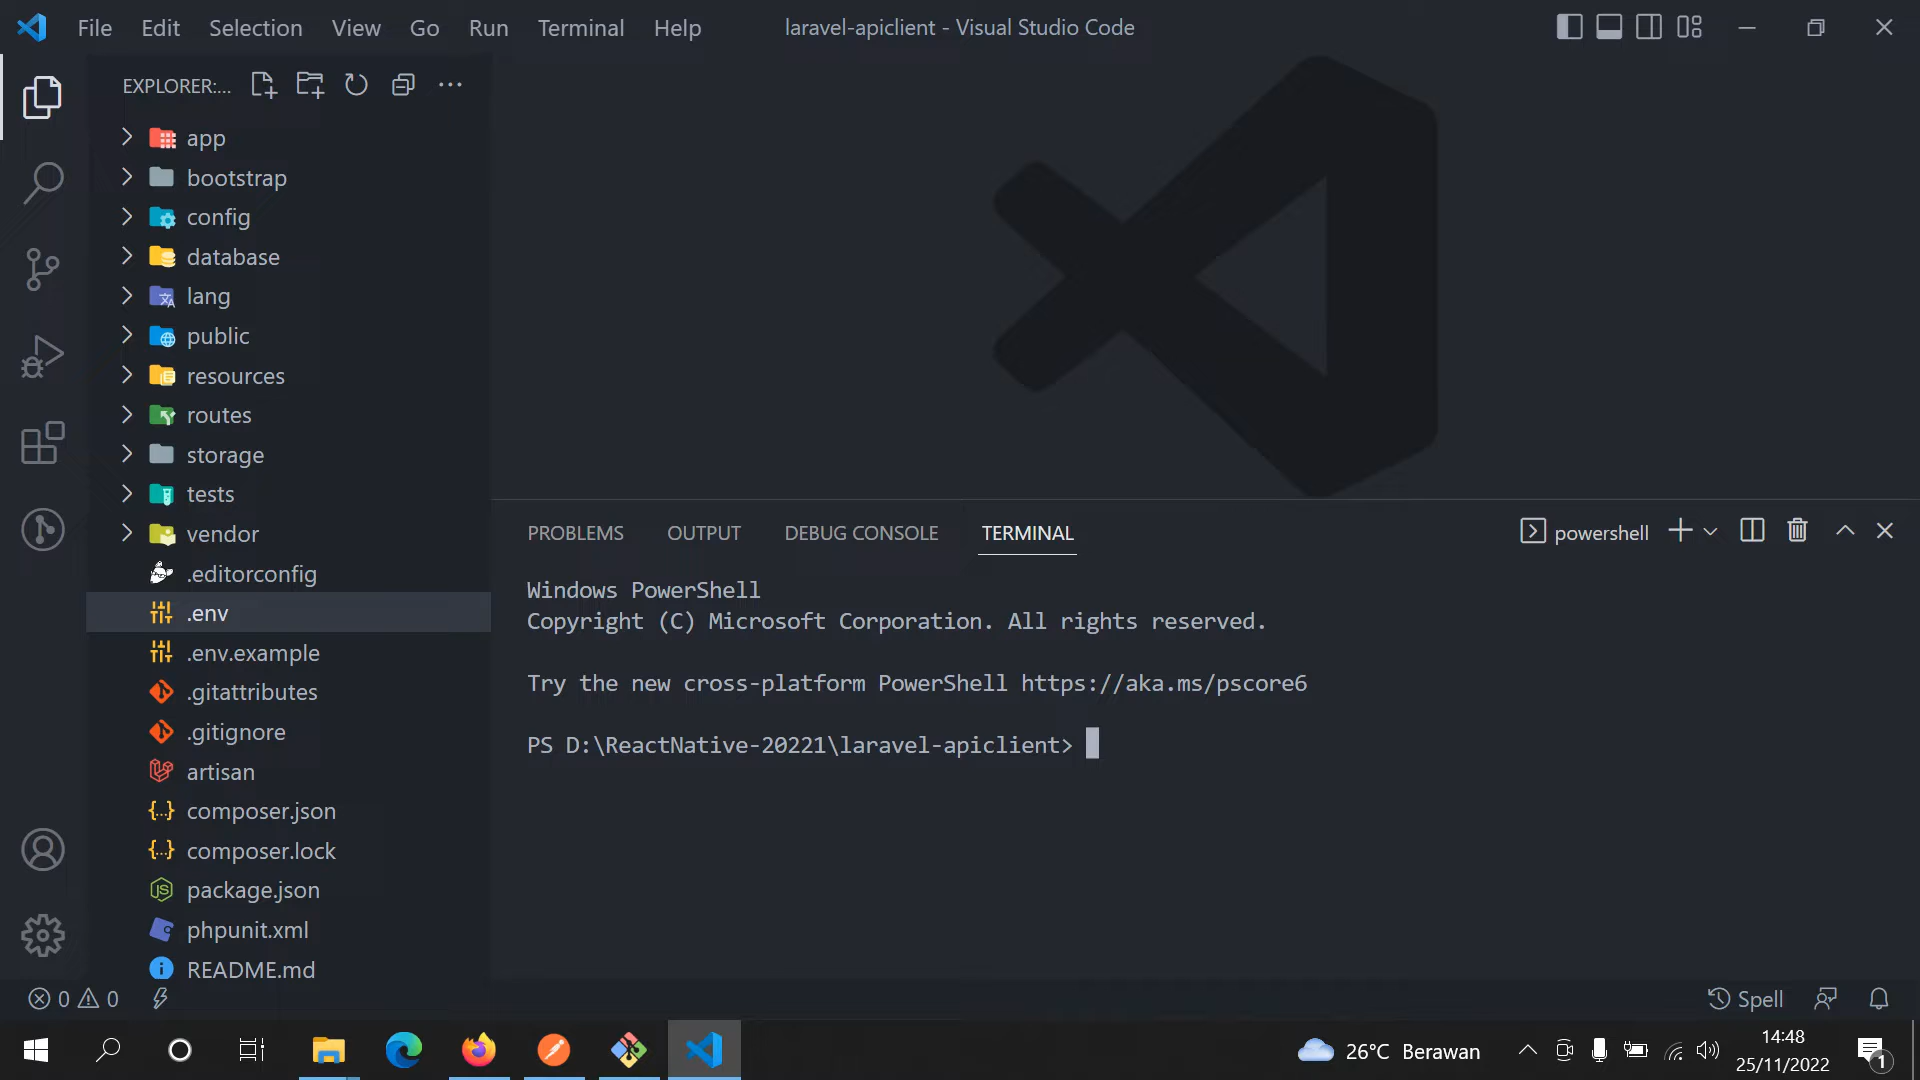 File Edit Selection View Go Run Terminal Help laravel-apiclient - Visual Studio Code
EXPLORER:...
app
bootstrap
config
database
lang
public
resources
routes
storage
tests
vendor
.editorconfig
.env
.env.example
.gitattributes
.gitignore
artisan
composer.json
composer.lock
package.json
phpunit.xml
README.md
PROBLEMS OUTPUT DEBUG CONSOLE TERMINAL powershell
Windows PowerShell
Copyright (C) Microsoft Corporation. All rights reserved.
Try the new cross-platform PowerShell https://aka.ms/pscore6
PS D:\ReactNative-20221\laravel-apiclient>
0 0 Spell
26°C Berawan
14:48
25/11/2022
1